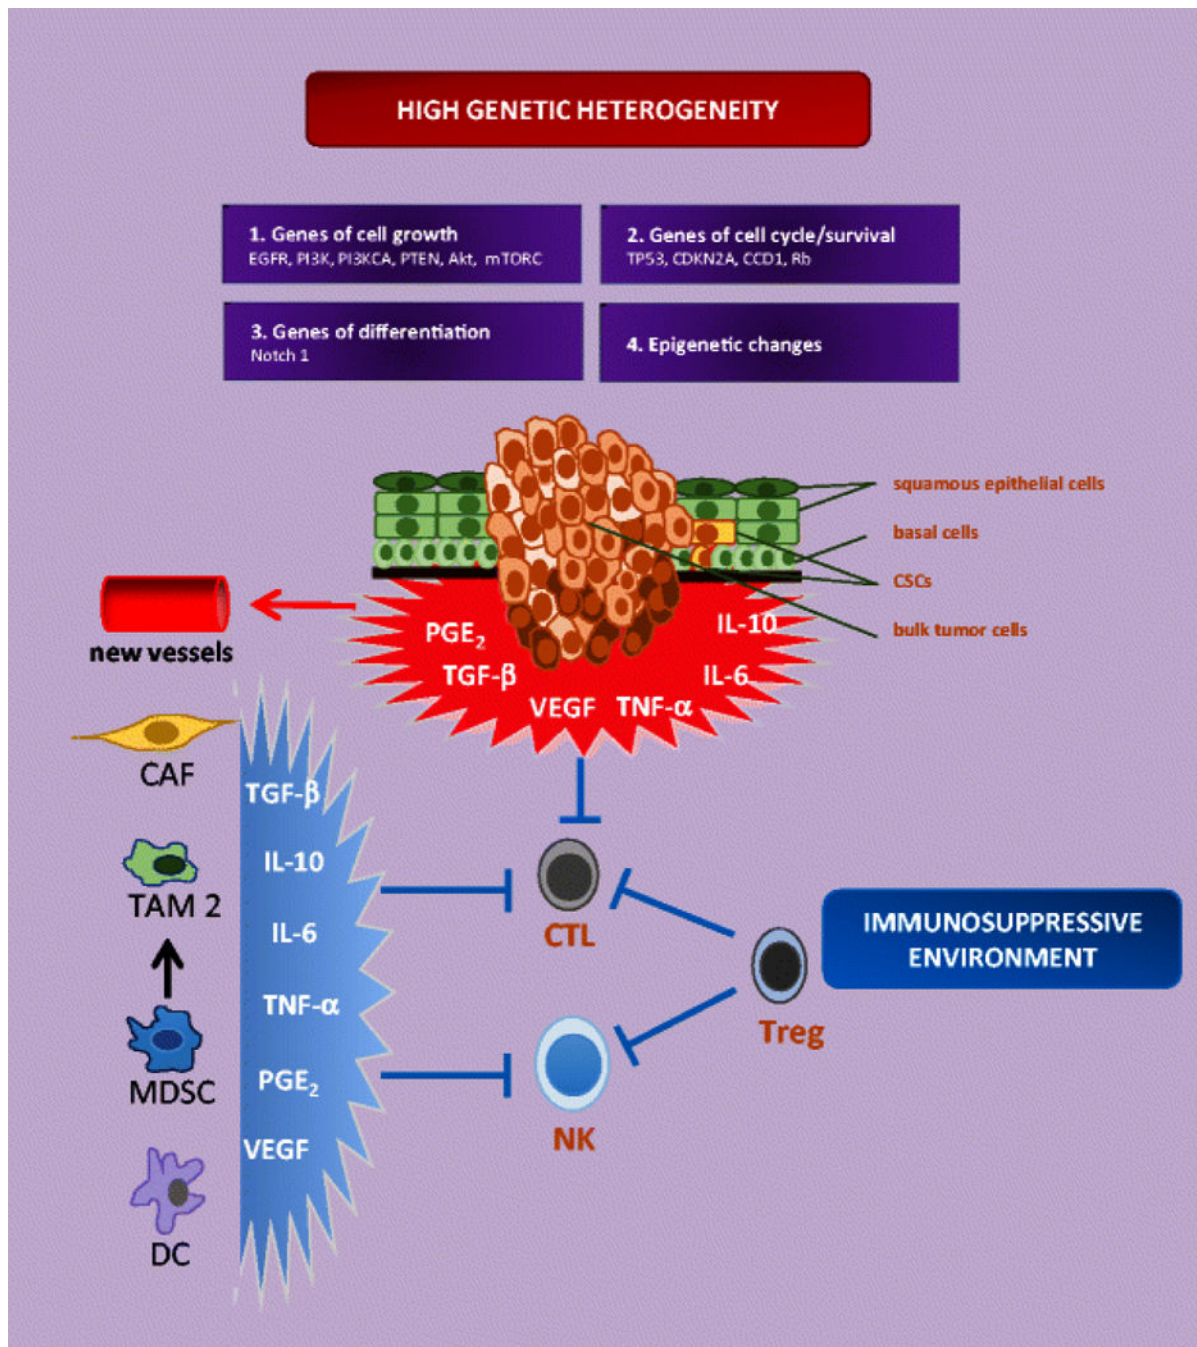 HIGH GENETIC HETEROGENEITY
1. Genes of cell growth
EGFR, PI3K, PI3KCA, PTEN, Akt, mTORC
2. Genes of cell cycle/survival
TP53, CDKN2A, CCD1, Rb
3. Genes of differentiation
Notch 1
4. Epigenetic changes
squamous epithelial cells
basal cells
CSCs
bulk tumor cells
new vessels
PGE2
TGF-β
VEGF
TNF-α
IL-6
IL-10
CAF
TAM 2
MDSC
DC
TGF-β
IL-10
IL-6
TNF-α
PGE2
VEGF
CTL
NK
Treg
IMMUNOSUPPRESSIVE
ENVIRONMENT